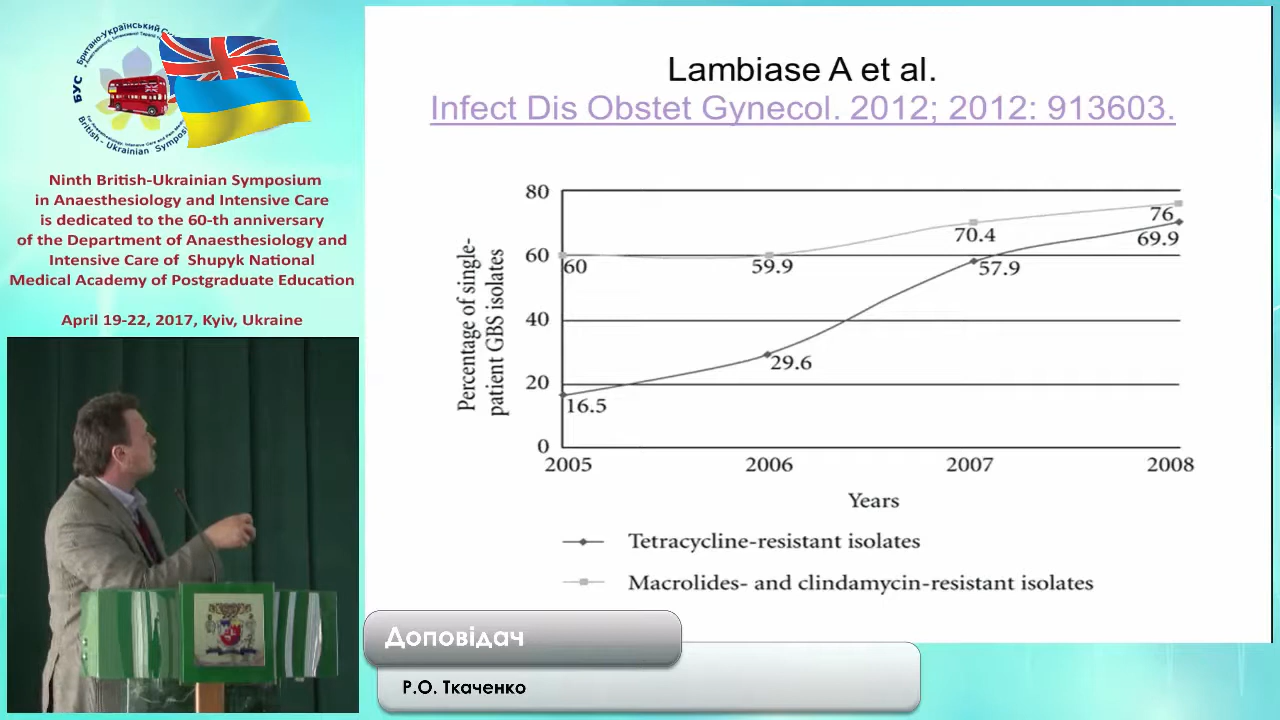 Британо-Український С
БУС
British - Ukrainian Symposi
Ninth British-Ukrainian Symposium
in Anaesthesiology and Intensive Care
is dedicated to the 60-th anniversary
of the Department of Anaesthesiology and
Intensive Care of Shupyk National
Medical Academy of Postgraduate Education
April 19-22, 2017, Kyiv, Ukraine
Lambiase A et al.
Infect Dis Obstet Gynecol. 2012; 2012: 913603.
Percentage of single-
patient GBS isolates
80
60
40
20
0
60
59.9
70.4
76
16.5
29.6
57.9
69.9
2005 2006 2007 2008
Years
Tetracycline-resistant isolates
Macrolides- and clindamycin-resistant isolates
Доповідач
Р.О. Ткаченко